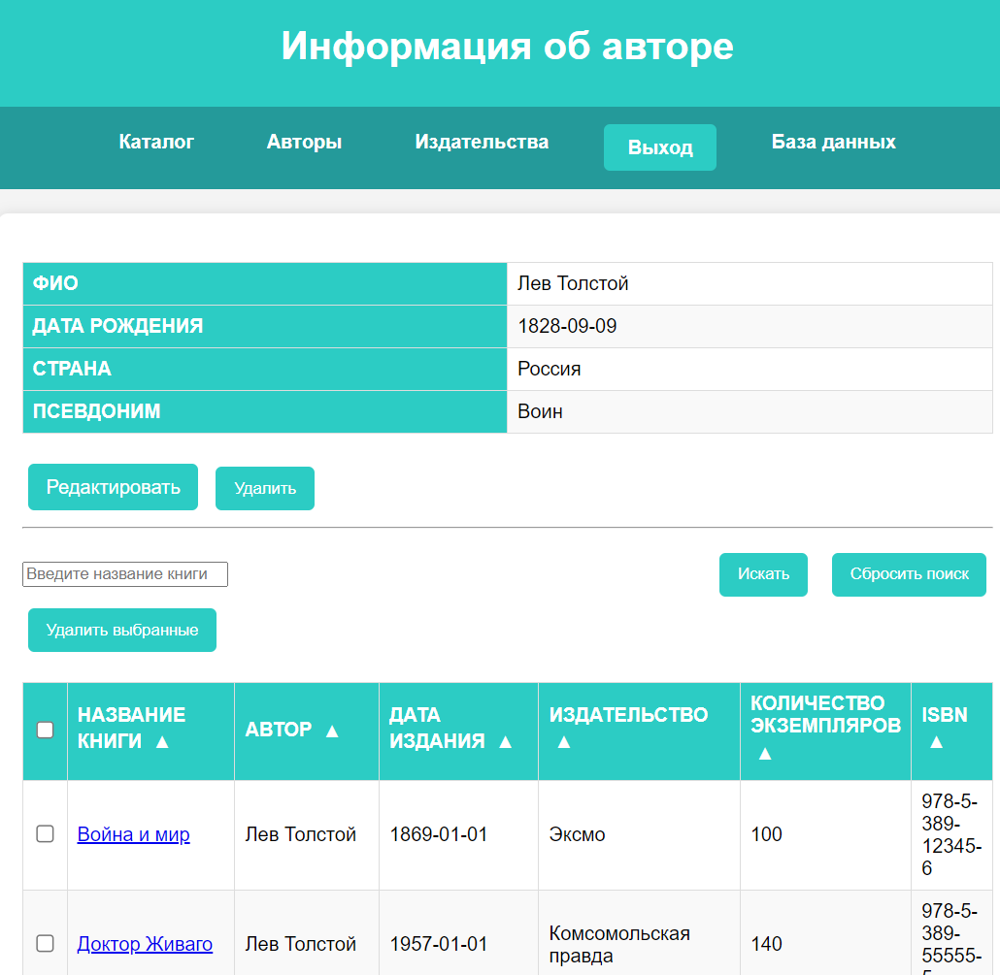 Информация об авторе
Каталог Авторы Издательства Выход База данных
ФИО Лев Толстой
ДАТА РОЖДЕНИЯ 1828-09-09
СТРАНА Россия
ПСЕВДОНИМ Воин
Редактировать Удалить
Введите название книги Искать Сбросить поиск
Удалить выбранные
НАЗВАНИЕ
КНИГИ ▲
АВТОР ▲
ДАТА
ИЗДАНИЯ ▲
ИЗДАТЕЛЬСТВО
▲
КОЛИЧЕСТВО
ЭКЗЕМПЛЯРОВ
▲
ISBN
▲
Война и мир
Лев Толстой
1869-01-01
Эксмо
100
978-5-
389-
12345-
6
Доктор Живаго
Лев Толстой
1957-01-01
Комсомольская
правда
140
978-5-
389-
55555-